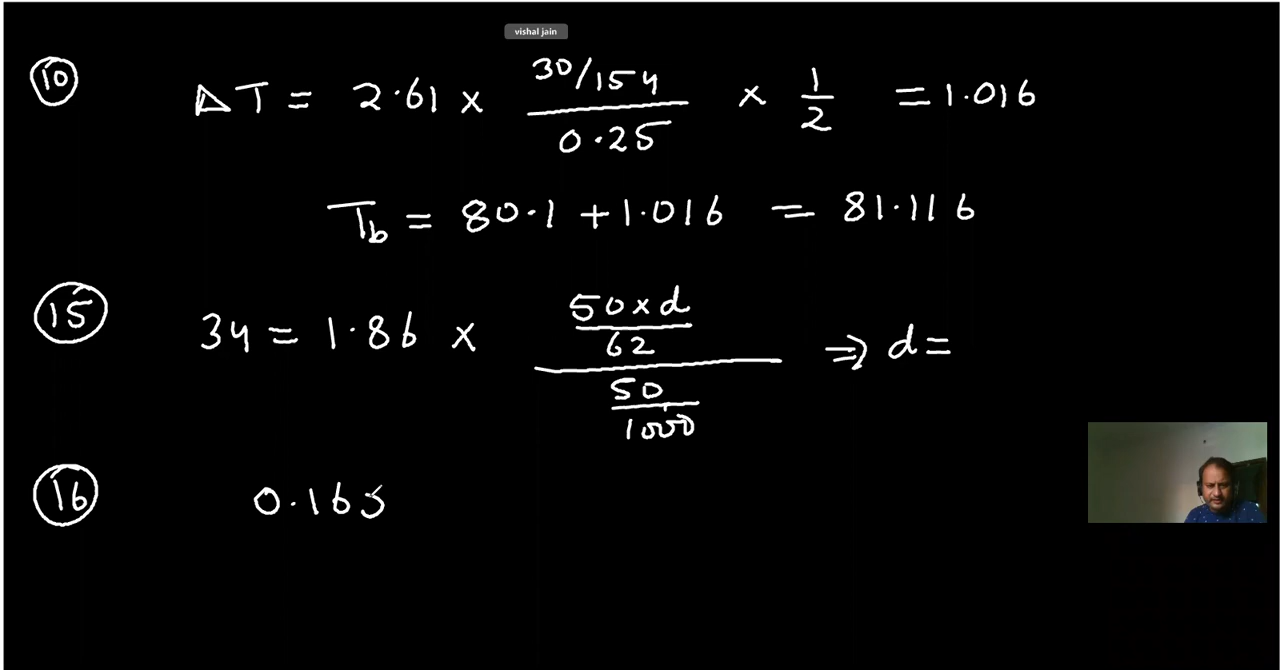 vishal jain
(10) ΔT = 2.61 × (30/154)/0.25 × 1/2 = 1.016
T_b = 80.1 + 1.016 = 81.116
(15) 34 = 1.86 × (50×d/62)/(50/1000) ⇒ d =
(16) 0.165